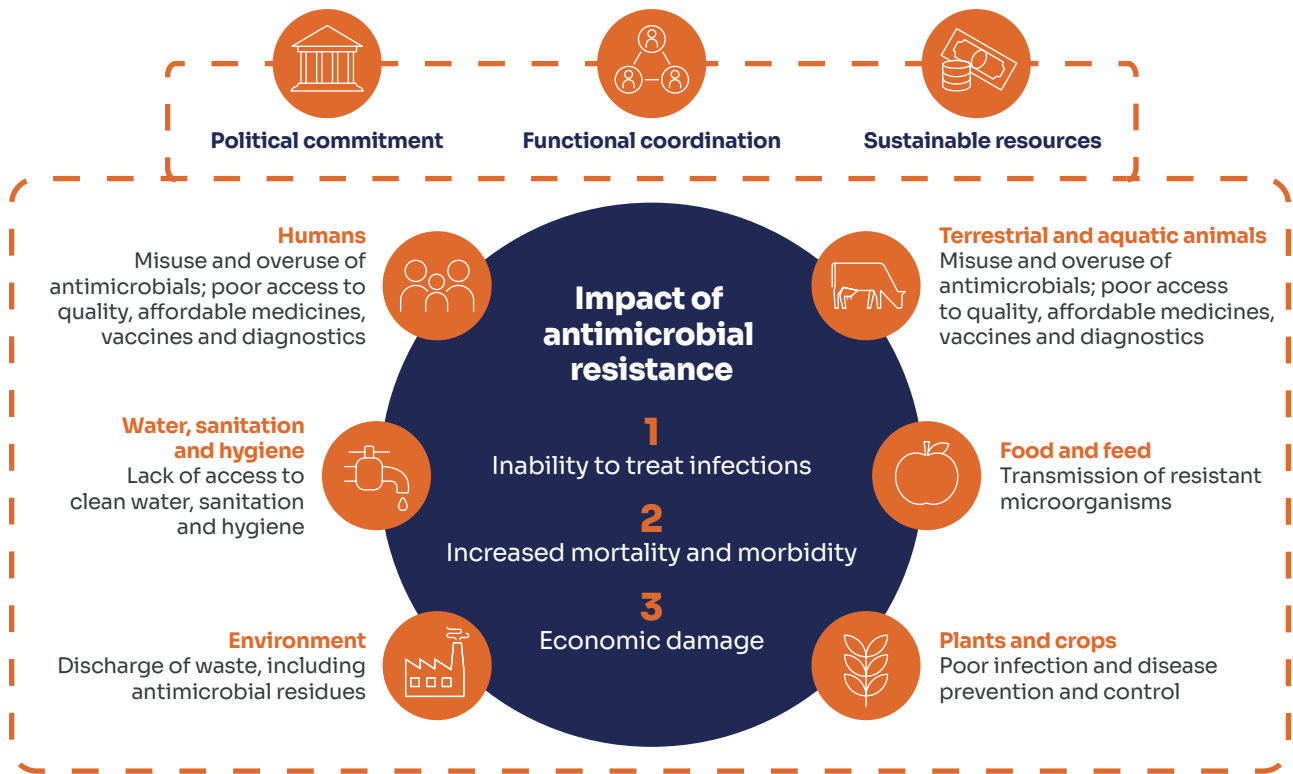 Political commitment
Functional coordination
Sustainable resources
Humans
Misuse and overuse of
antimicrobials; poor access to
quality, affordable medicines,
vaccines and diagnostics
Water, sanitation
and hygiene
Lack of access to
clean water, sanitation
and hygiene
Environment
Discharge of waste, including
antimicrobial residues
Impact of
antimicrobial
resistance
1
Inability to treat infections
2
Increased mortality and morbidity
3
Economic damage
Terrestrial and aquatic animals
Misuse and overuse of
antimicrobials; poor access
to quality, affordable medicines,
vaccines and diagnostics
Food and feed
Transmission of resistant
microorganisms
Plants and crops
Poor infection and disease
prevention and control